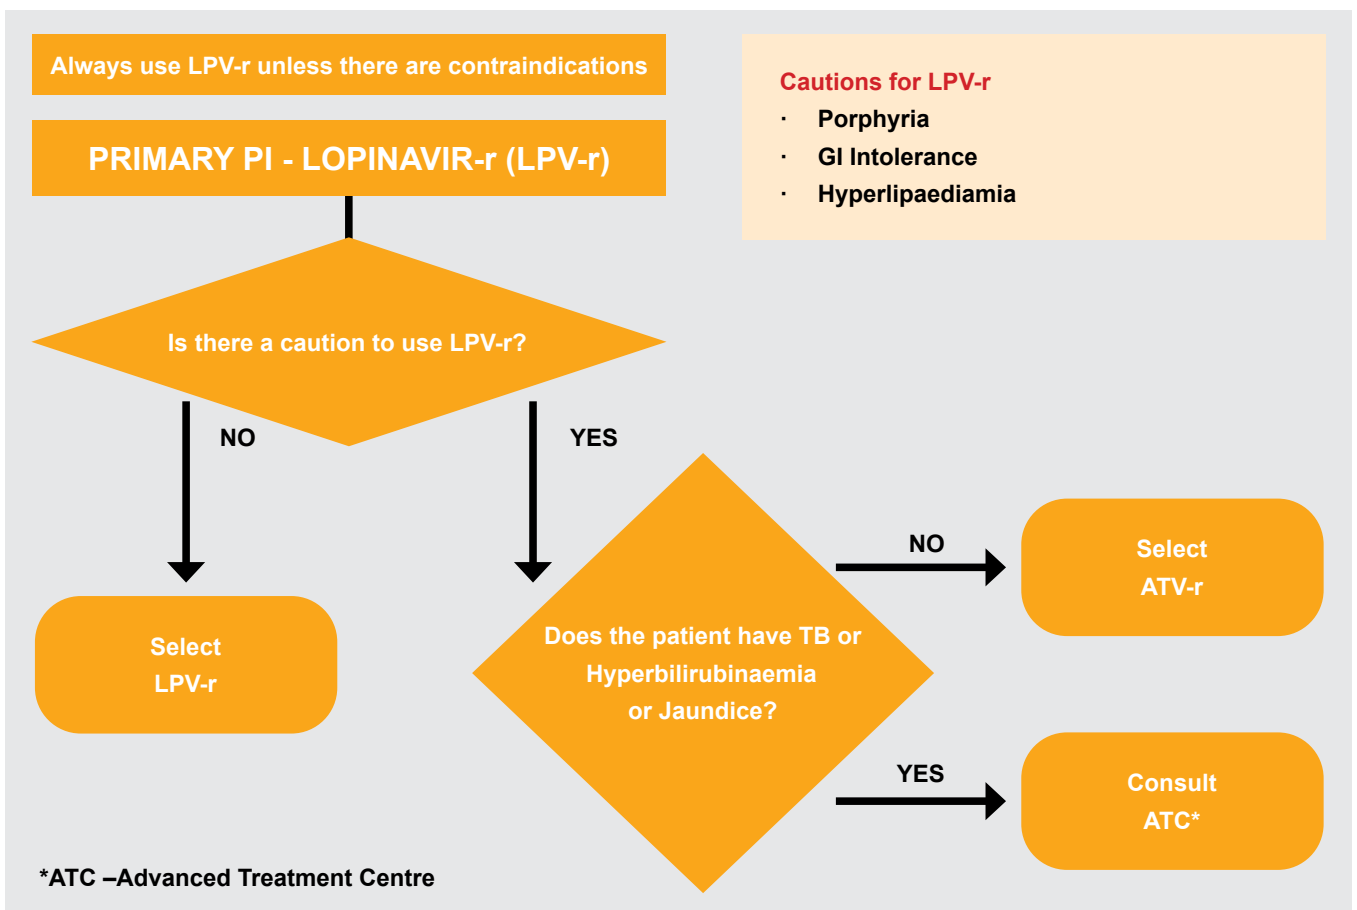 Always use LPV-r unless there are contraindications
PRIMARY PI - LOPINAVIR-r (LPV-r)
Cautions for LPV-r
· Porphyria
· GI Intolerance
· Hyperlipaediamia
Is there a caution to use LPV-r?
NO
YES
Select
LPV-r
Does the patient have TB or
Hyperbilirubinaemia
or Jaundice?
NO
Select
ATV-r
YES
Consult
ATC*
*ATC –Advanced Treatment Centre